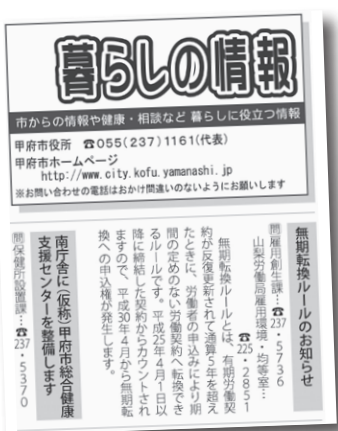 暮らしの情報
市からの情報や健康・相談など 暮らしに役立つ情報
甲府市役所 ☎055(237)1161(代表)
甲府市ホームページ
http://www.city.kofu.yamanashi.jp
※お問い合わせの電話はおかけ間違いのないようにお願いします
無期転換ルールのお知らせ
問雇用創生課…☎237・5736
山梨労働局雇用環境・均等室…
☎225・2851
無期転換ルールとは、有期労働契
約が反復更新されて通算5年を超え
たときに、労働者の申込みにより期
間の定めのない労働契約へ転換でき
るルールです。平成25年4月1日以
降に締結した契約からカウントされ
ますので、平成30年4月から無期転
換への申込権が発生します。
南庁舎に(仮称)甲府市総合健康
支援センターを整備します
問保健所設置課…☎237・5370